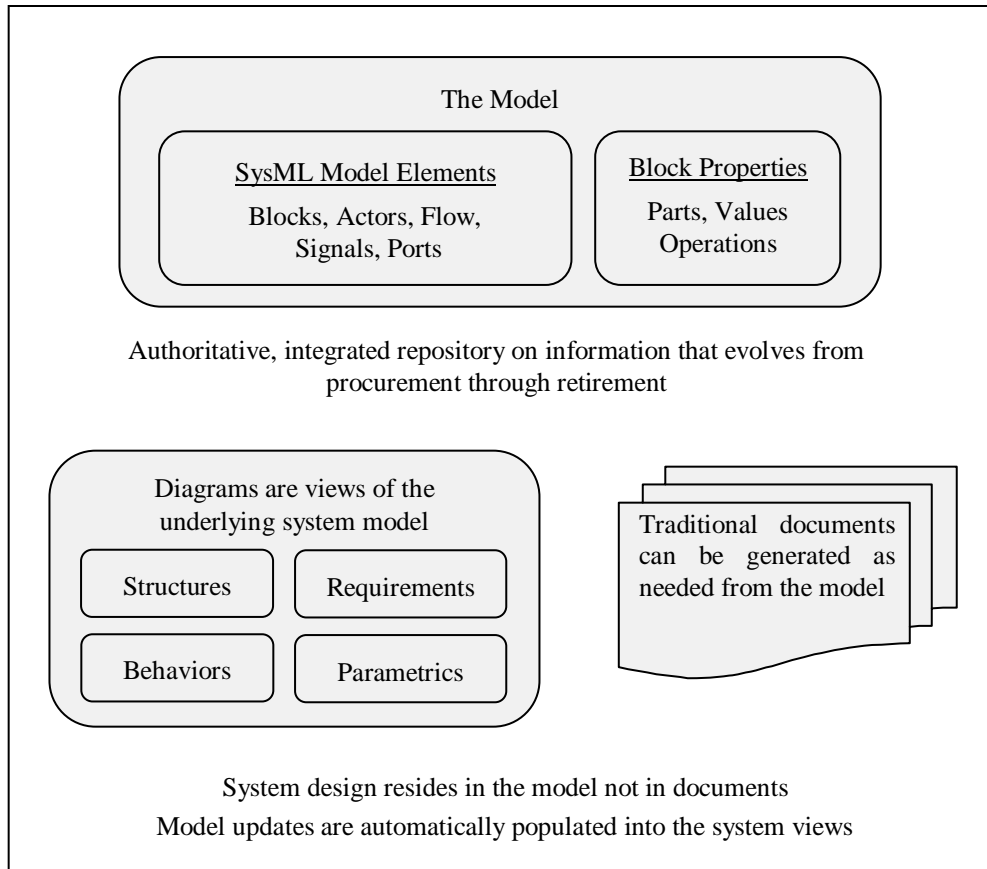 The Model
SysML Model Elements
Blocks, Actors, Flow,
Signals, Ports
Block Properties
Parts, Values
Operations
Authoritative, integrated repository on information that evolves from
procurement through retirement
Diagrams are views of the
underlying system model
Structures
Requirements
Behaviors
Parametrics
Traditional documents
can be generated as
needed from the model
System design resides in the model not in documents
Model updates are automatically populated into the system views